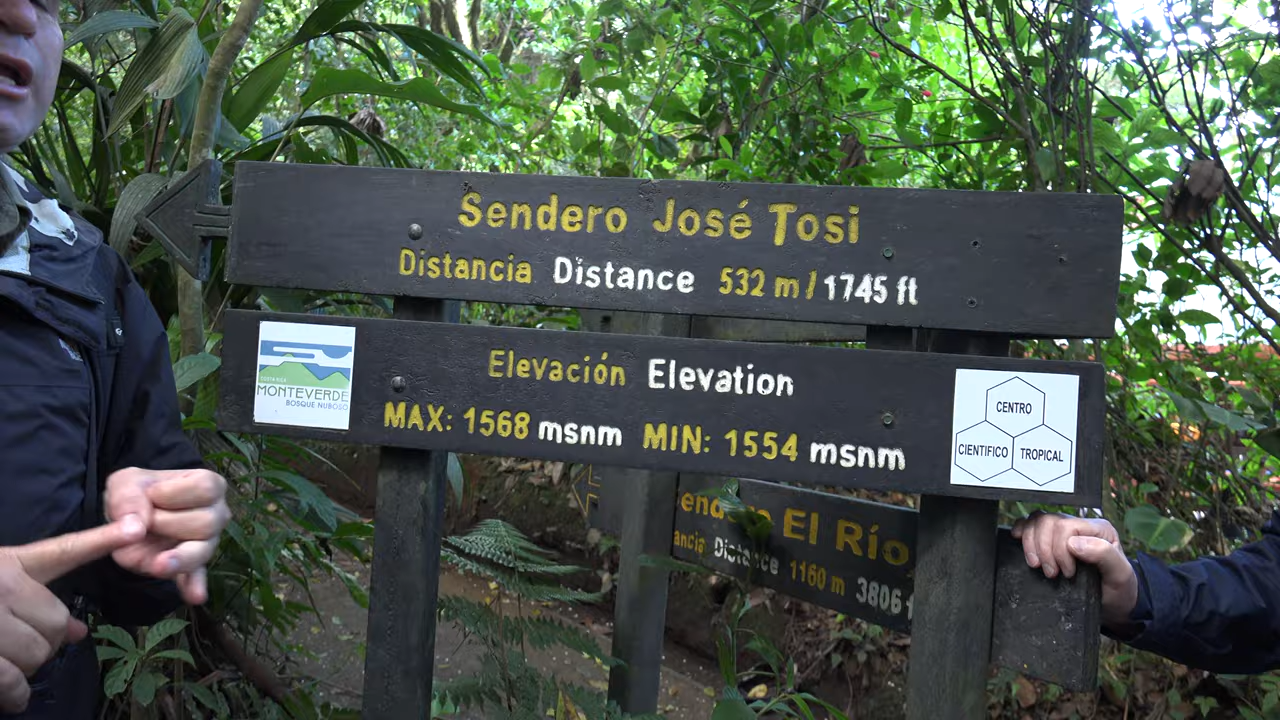 Sendero José Tosi
Distancia Distance 532 m / 1745 ft
Elevación Elevation
MAX: 1568 msnm MIN: 1554 msnm
COSTA RICA
MONTEVERDE
BOSQUE NUBOSO
CENTRO
CIENTIFICO TROPICAL
El Río
Distance 1160 m 3806